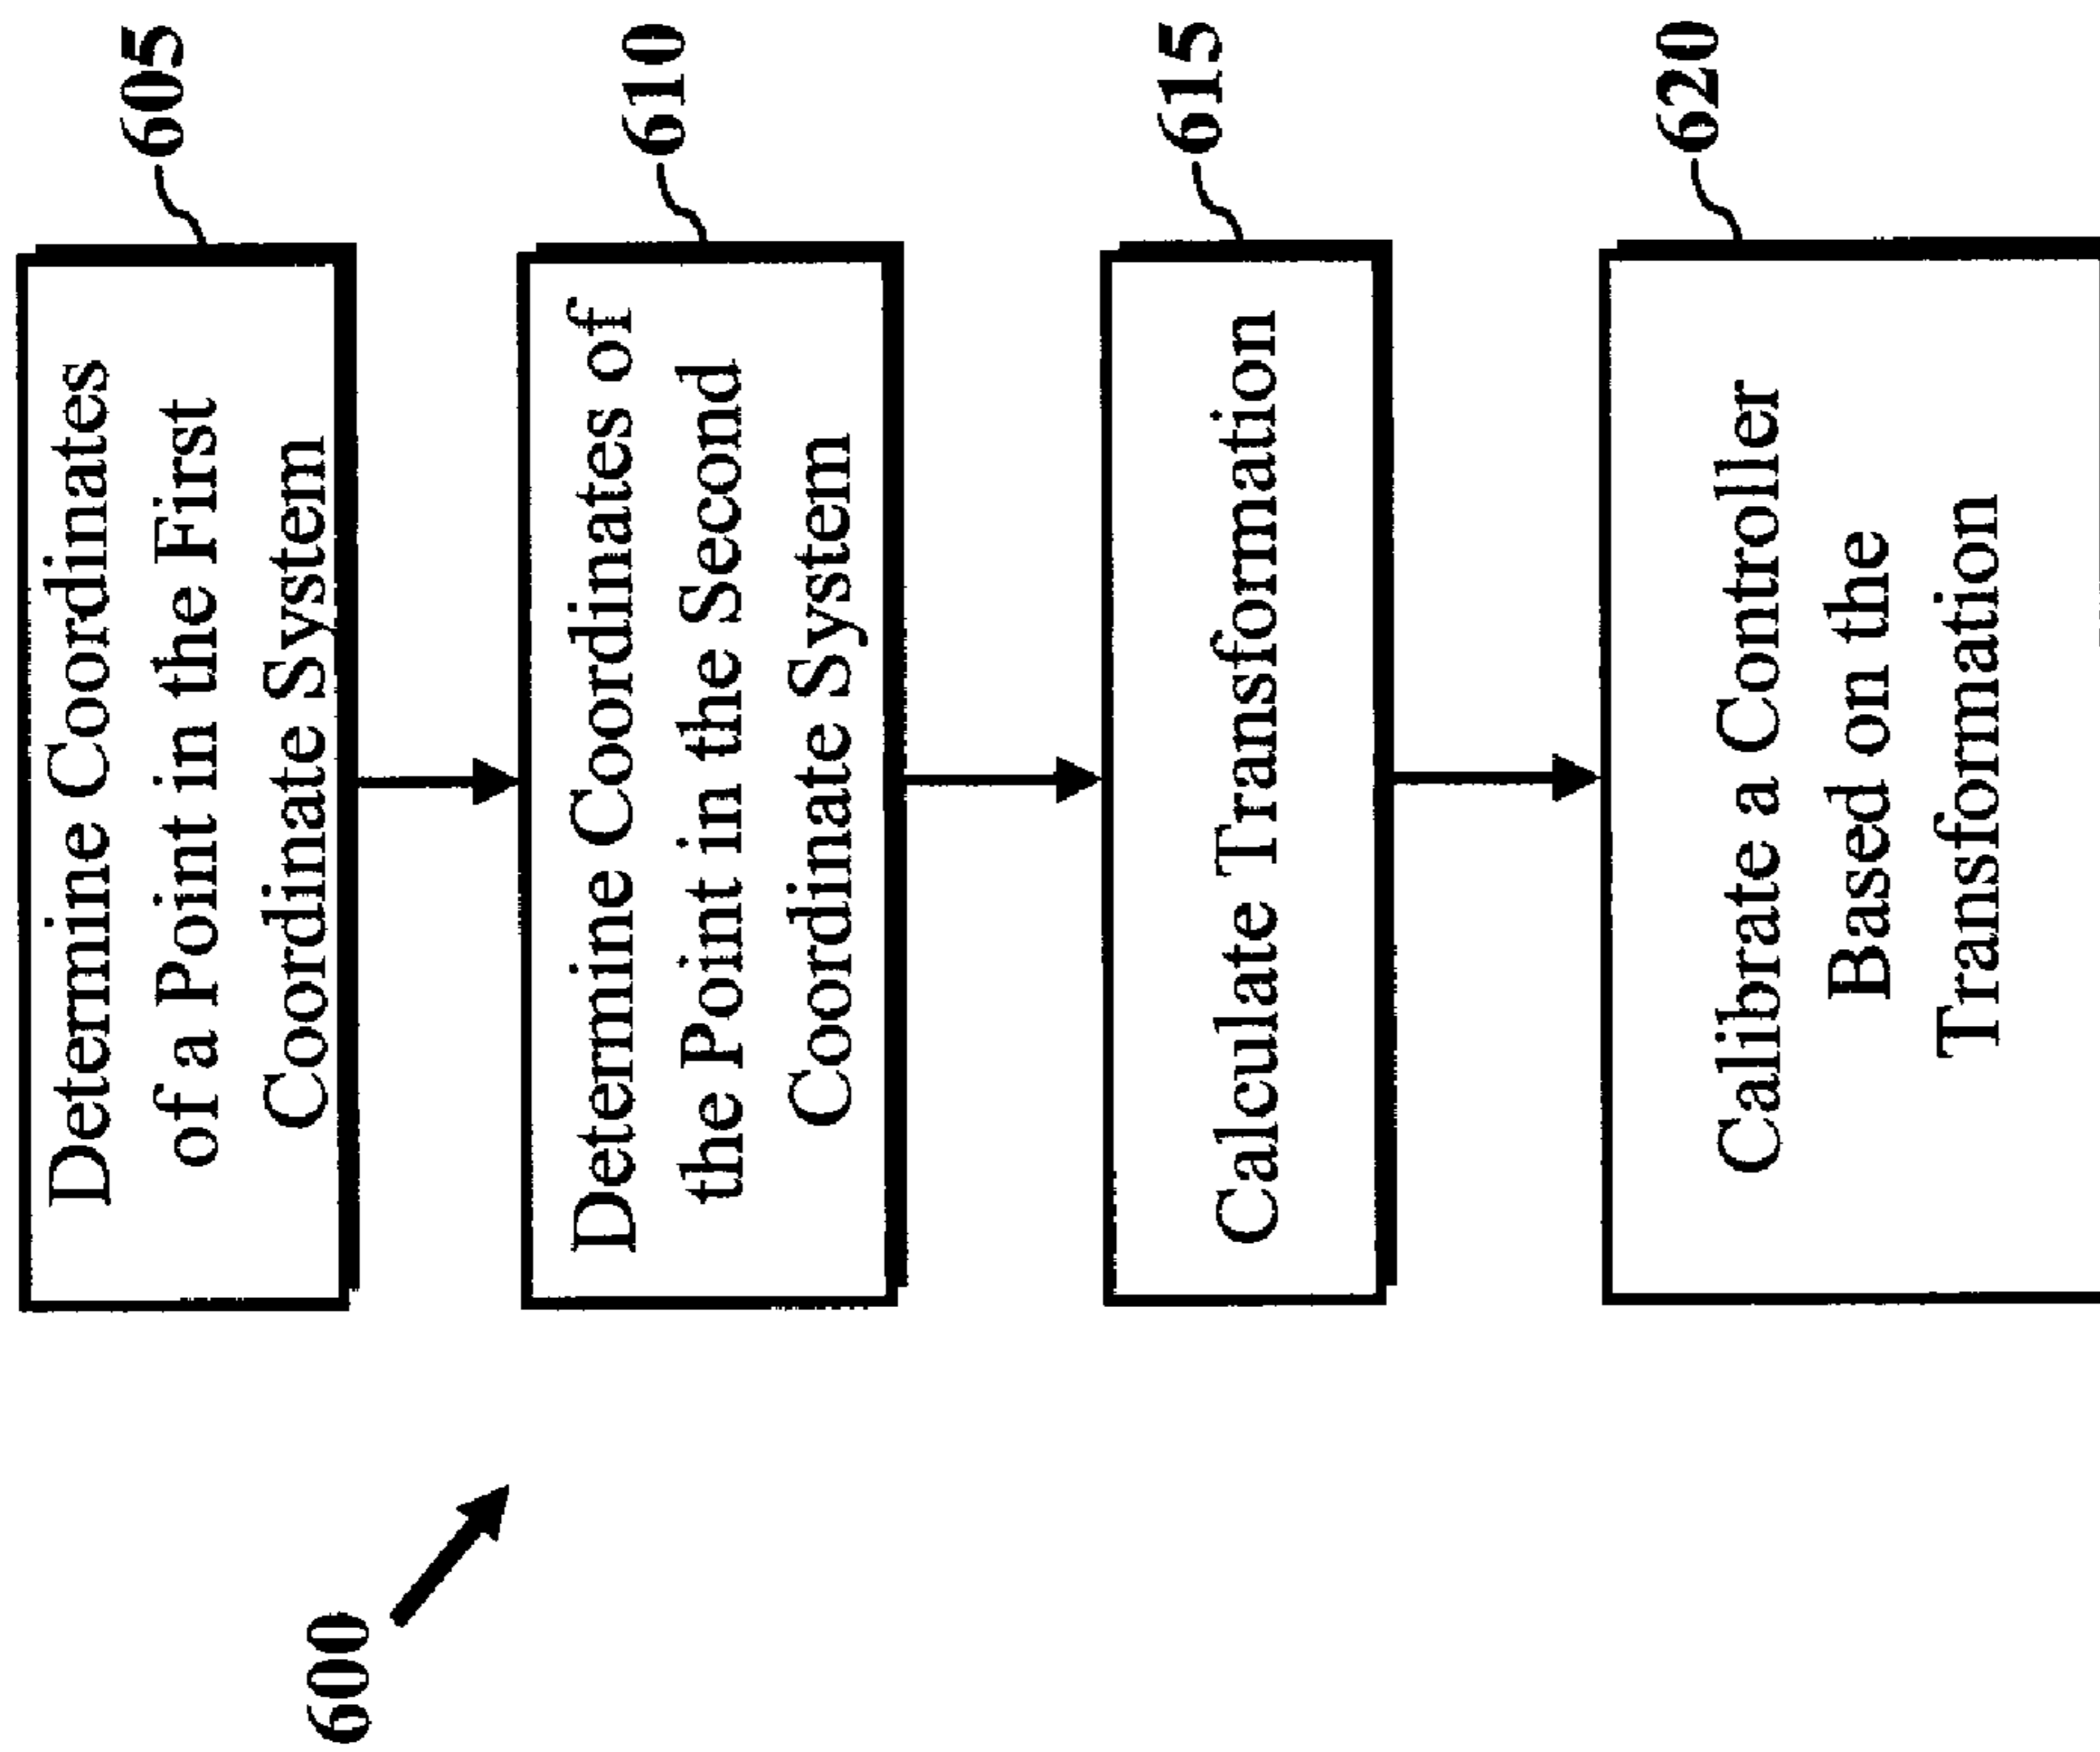 600
Determine Coordinates
of a Point in the First
Coordinate System
605
Determine Coordinates of
the Point in the Second
Coordinate System
610
Calculate Transformation
615
Calibrate a Controller
Based on the
Transformation
620